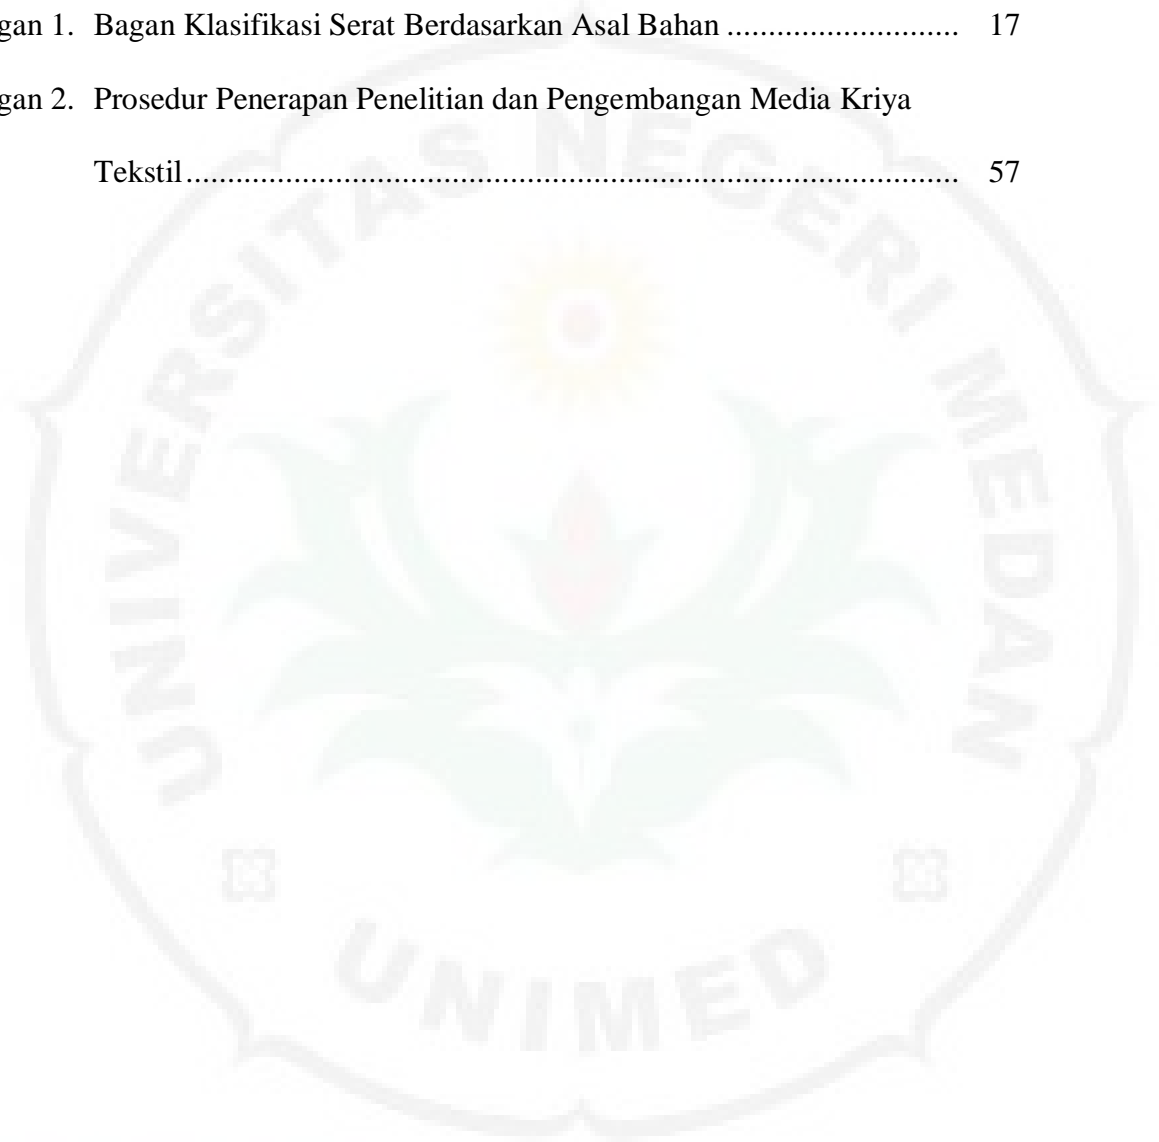 gan 1. Bagan Klasifikasi Serat Berdasarkan Asal Bahan ............................ 17
gan 2. Prosedur Penerapan Penelitian dan Pengembangan Media Kriya
Tekstil ............................................................................................. 57
UNIVERSITAS NEGERI MEDAN
UNIMED